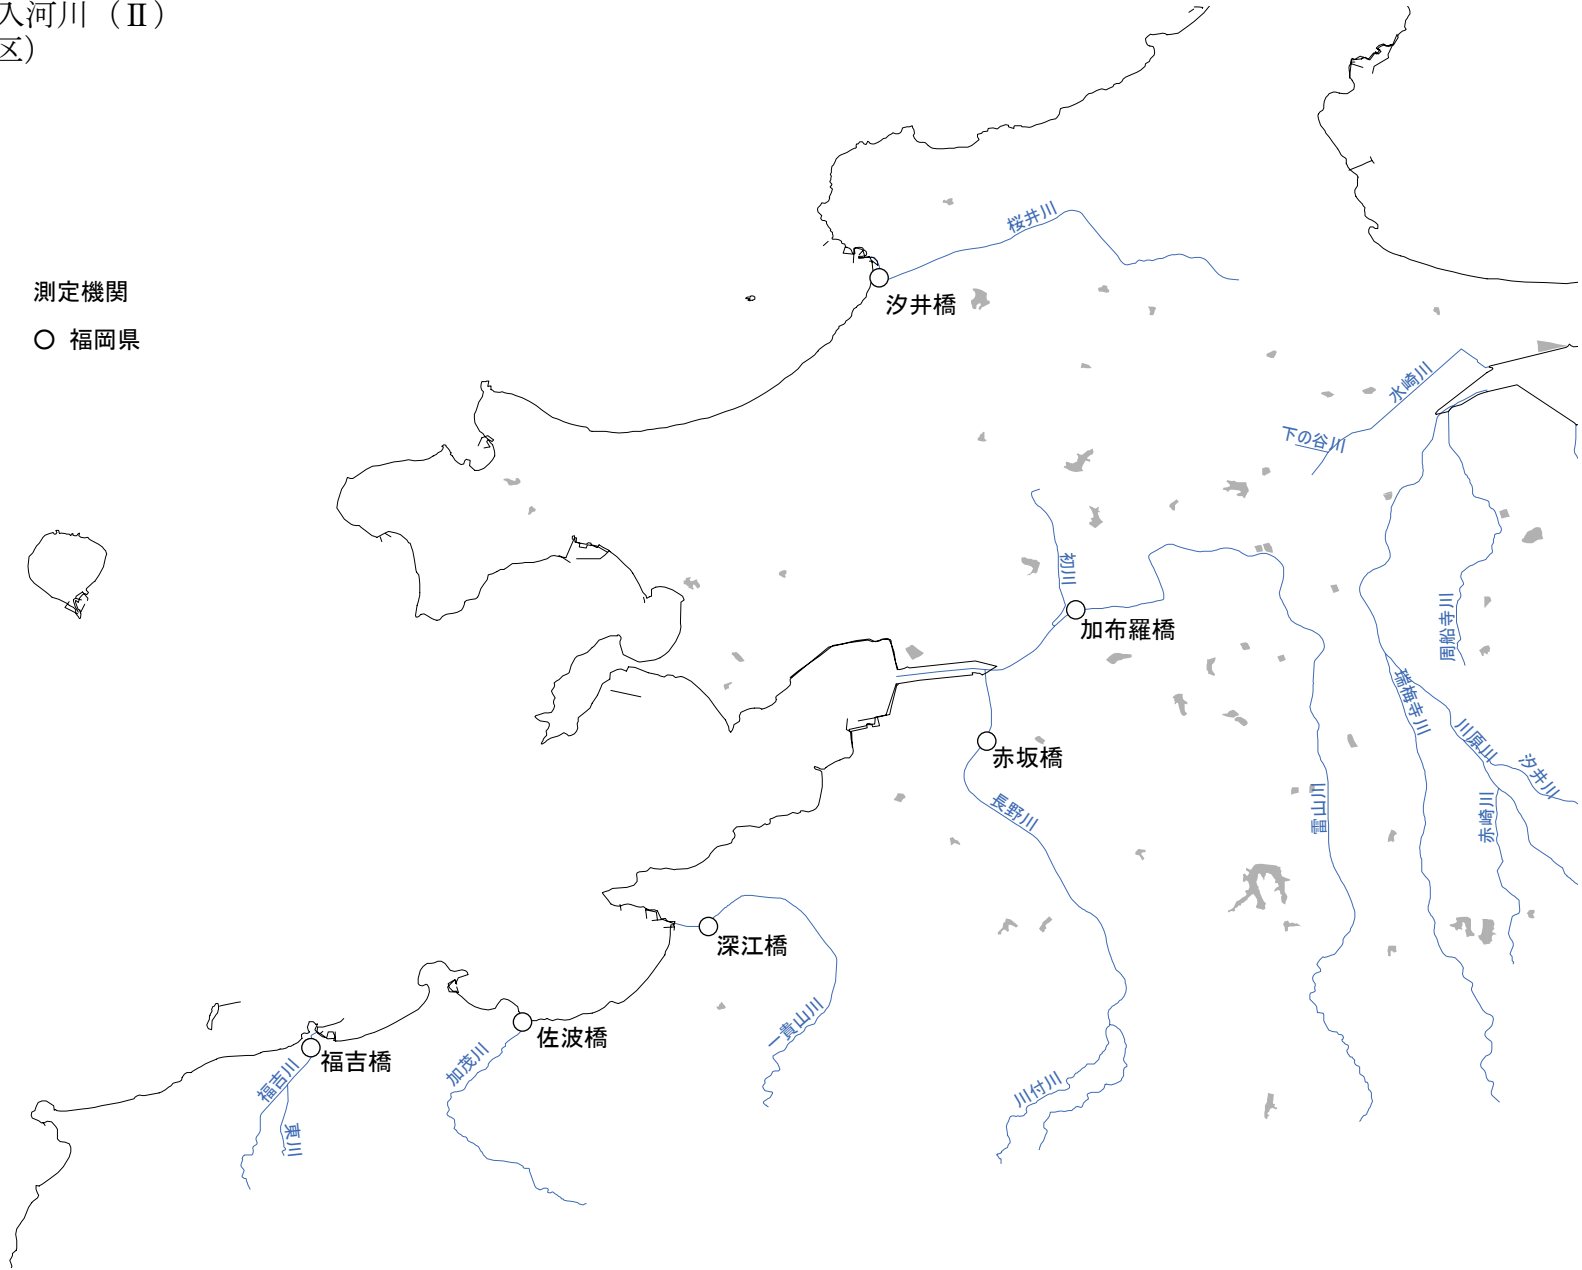 入河川（Ⅱ）
区）
桜井川
測定機関
汐井橋
○ 福岡県
水崎川
下の谷川
初川
加布羅橋
周船寺川
瑞梅寺川
川原川
汐井川
赤坂橋
長野川
雷山川
赤崎川
深江橋
一貴山川
佐波橋
福吉橋
加茂川
福吉川
川付川
東川